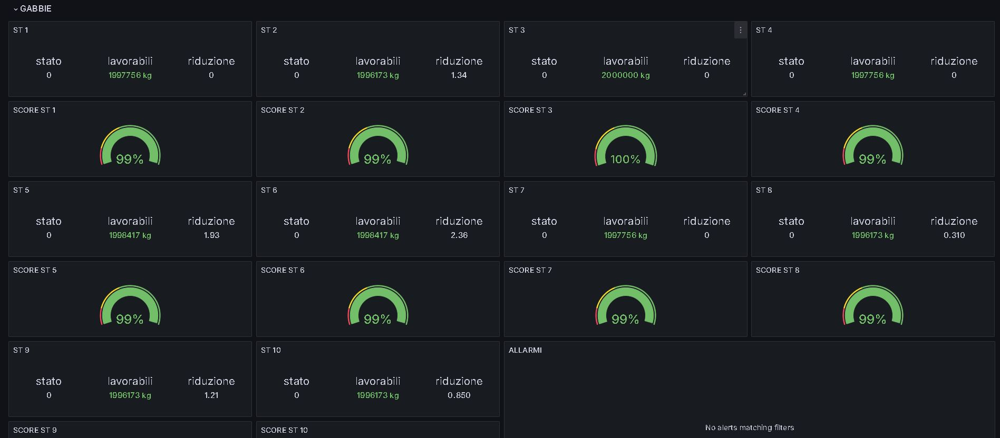 GABBIE
ST 1
ST 2
ST 3
ST 4
stato lavorabili riduzione
0 1997756 kg 0
stato lavorabili riduzione
0 1996173 kg 1.34
stato lavorabili riduzione
0 2000000 kg 0
stato lavorabili riduzione
0 1997756 kg 0
SCORE ST 1
SCORE ST 2
SCORE ST 3
SCORE ST 4
99%
99%
100%
99%
ST 5
ST 6
ST 7
ST 8
stato lavorabili riduzione
0 1998417 kg 1.93
stato lavorabili riduzione
0 1998417 kg 2.36
stato lavorabili riduzione
0 1997756 kg 0
stato lavorabili riduzione
0 1996173 kg 0.310
SCORE ST 5
SCORE ST 6
SCORE ST 7
SCORE ST 8
99%
99%
99%
99%
ST 9
ST 10
ALLARMI
stato lavorabili riduzione
0 1996173 kg 1.21
stato lavorabili riduzione
0 1996173 kg 0.850
No alerts matching filters
SCORE ST 9
SCORE ST 10